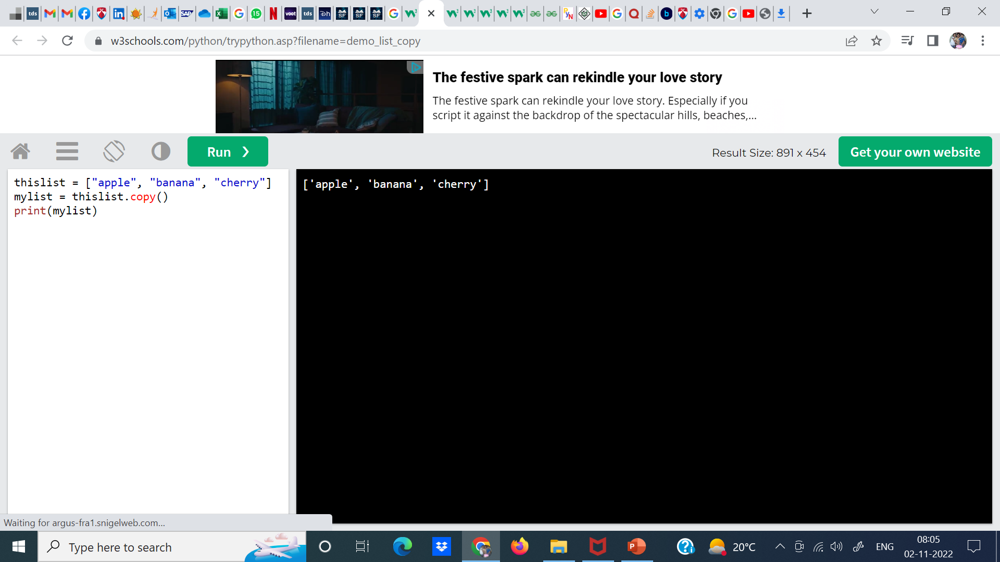 w3schools.com/python/trypython.asp?filename=demo_list_copy
The festive spark can rekindle your love story
The festive spark can rekindle your love story. Especially if you
script it against the backdrop of the spectacular hills, beaches,...
Run ❯
Result Size: 891 x 454
Get your own website
thislist = ["apple", "banana", "cherry"]
mylist = thislist.copy()
print(mylist)
['apple', 'banana', 'cherry']
Waiting for argus-fra1.snigelweb.com...
Type here to search
20°C
ENG
08:05
02-11-2022